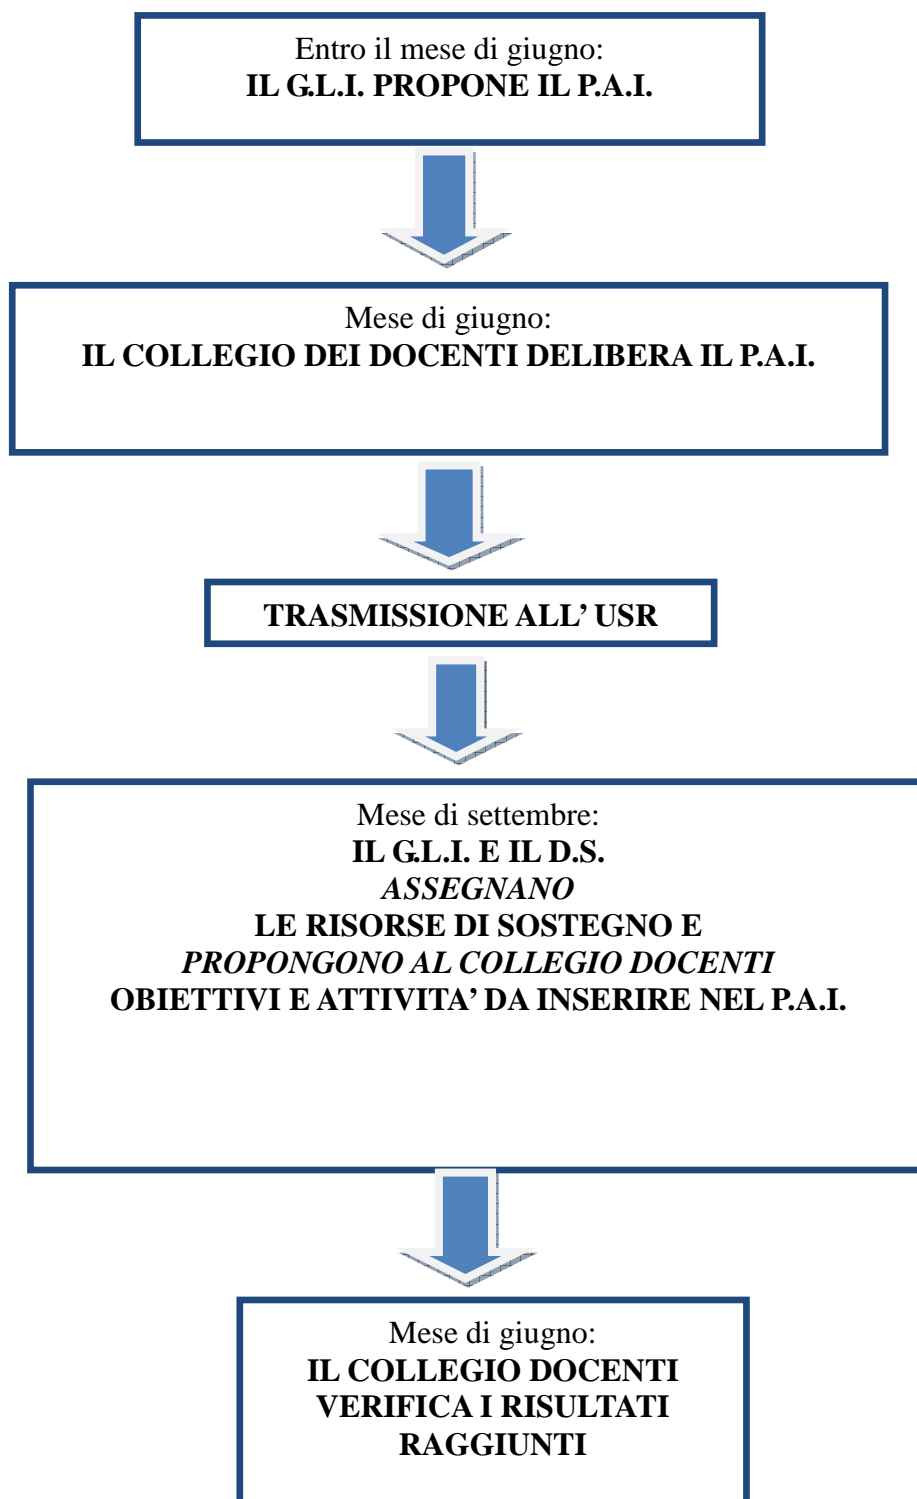 Entro il mese di giugno:
IL G.L.I. PROPONE IL P.A.I.
Mese di giugno:
IL COLLEGIO DEI DOCENTI DELIBERA IL P.A.I.
TRASMISSIONE ALL’ USR
Mese di settembre:
IL G.L.I. E IL D.S.
ASSEGNANO
LE RISORSE DI SOSTEGNO E
PROPONGONO AL COLLEGIO DOCENTI
OBIETTIVI E ATTIVITA’ DA INSERIRE NEL P.A.I.
Mese di giugno:
IL COLLEGIO DOCENTI
VERIFICA I RISULTATI
RAGGIUNTI